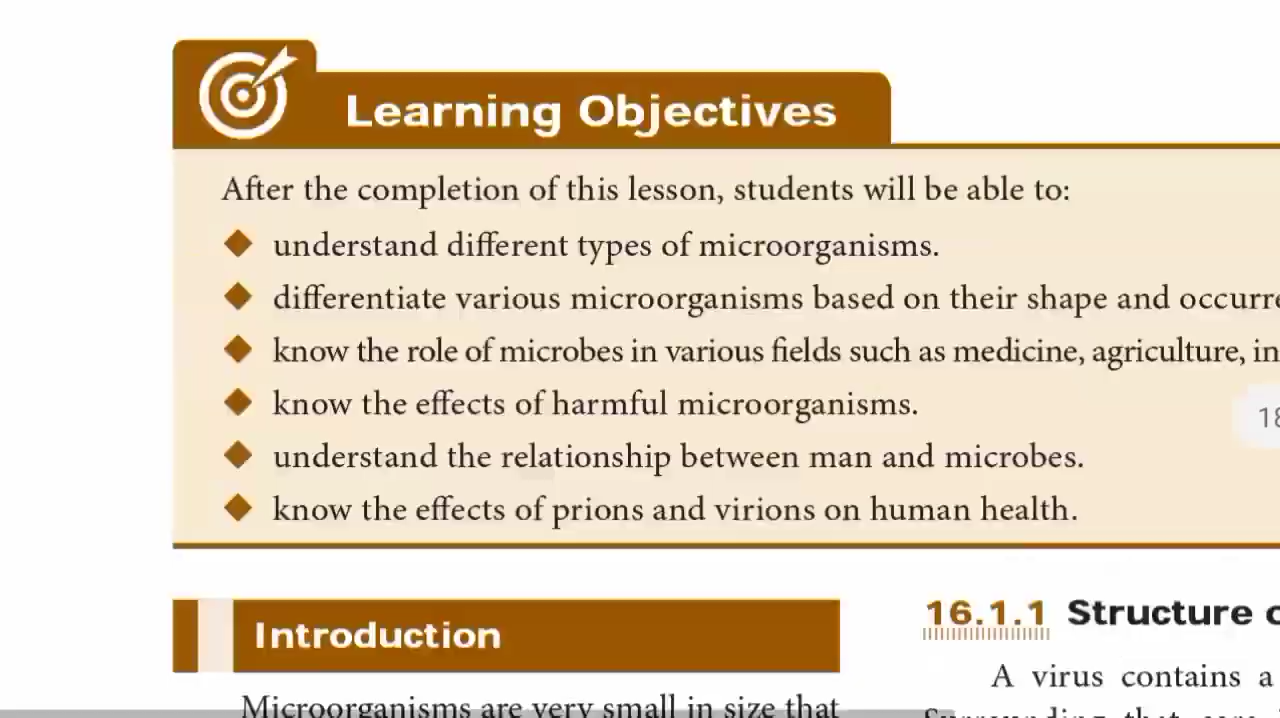 Learning Objectives
After the completion of this lesson, students will be able to:
understand different types of microorganisms.
differentiate various microorganisms based on their shape and
know the role of microbes in various fields such as medicine, agriculture,
know the effects of harmful microorganisms.
18
understand the relationship between man and microbes.
know the effects of prions and virions on human health.
Introduction
Microorganisms are very small in size that
16.1.1 Structure
A virus contains a